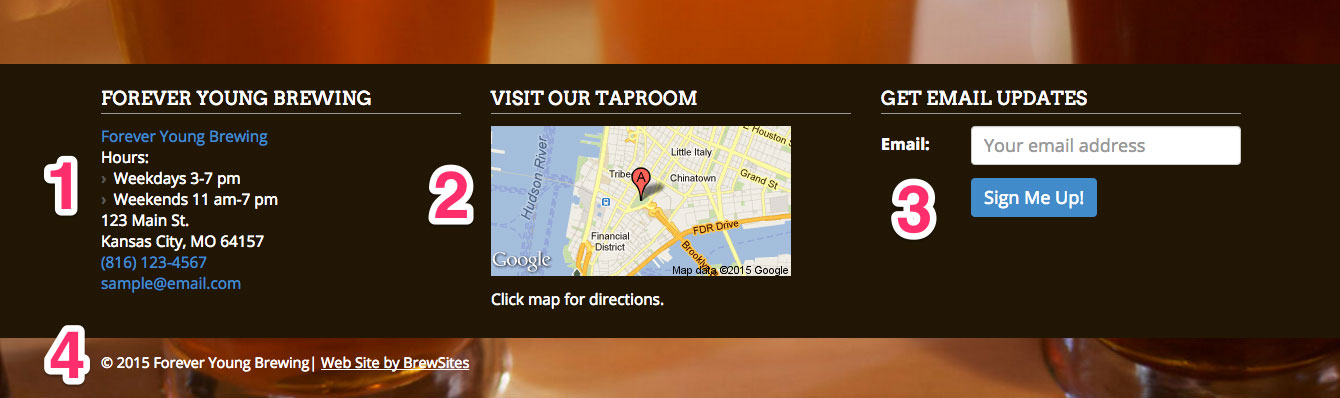 FOREVER YOUNG BREWING
Forever Young Brewing
Hours:
› Weekdays 3-7 pm
› Weekends 11 am-7 pm
123 Main St.
Kansas City, MO 64157
(816) 123-4567
sample@email.com
1
VISIT OUR TAPROOM
Hudson River
E Houston S
Little Italy
Tribe
A
Chinatown
Grand St
Financial
District
FDR Drive
Brookly
Google
Map data ©2015 Google
Click map for directions.
2
GET EMAIL UPDATES
Email:
Your email address
Sign Me Up!
3
4
© 2015 Forever Young Brewing| Web Site by BrewSites